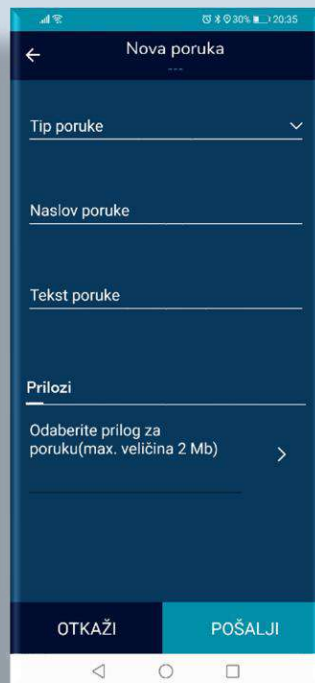 30% 20:35
Nova poruka
---
Tip poruke
Naslov poruke
Tekst poruke
Prilozi
Odaberite prilog za
poruku(max. veličina 2 Mb)
OTKAŽI POŠALJI